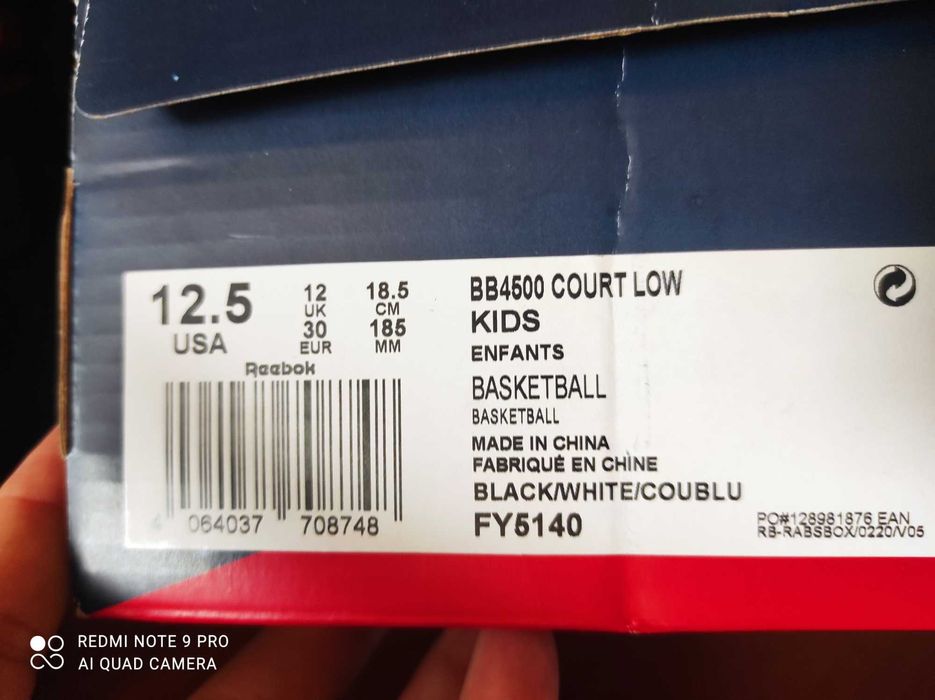 12.5
USA
12
UK
30
EUR
18.5
CM
185
MM
Reebok
4 064037 708748
BB4500 COURT LOW
KIDS
ENFANTS
BASKETBALL
BASKETBALL
MADE IN CHINA
FABRIQUÉ EN CHINE
BLACK/WHITE/COUBLU
FY5140
PO#128981876 EAN
RB-RABSBOX/0220/V05
REDMI NOTE 9 PRO
AI QUAD CAMERA